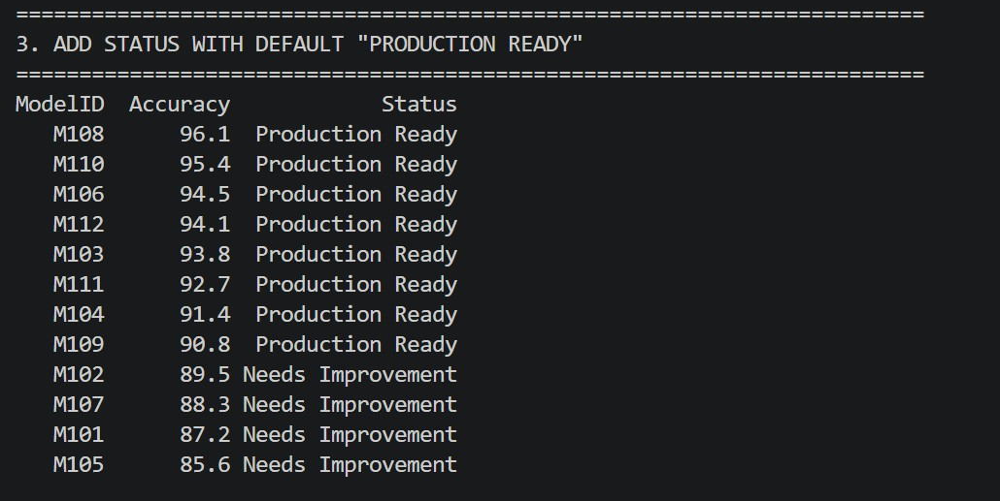 ========================================================================
3. ADD STATUS WITH DEFAULT "PRODUCTION READY"
========================================================================
ModelID  Accuracy            Status
   M108      96.1  Production Ready
   M110      95.4  Production Ready
   M106      94.5  Production Ready
   M112      94.1  Production Ready
   M103      93.8  Production Ready
   M111      92.7  Production Ready
   M104      91.4  Production Ready
   M109      90.8  Production Ready
   M102      89.5 Needs Improvement
   M107      88.3 Needs Improvement
   M101      87.2 Needs Improvement
   M105      85.6 Needs Improvement